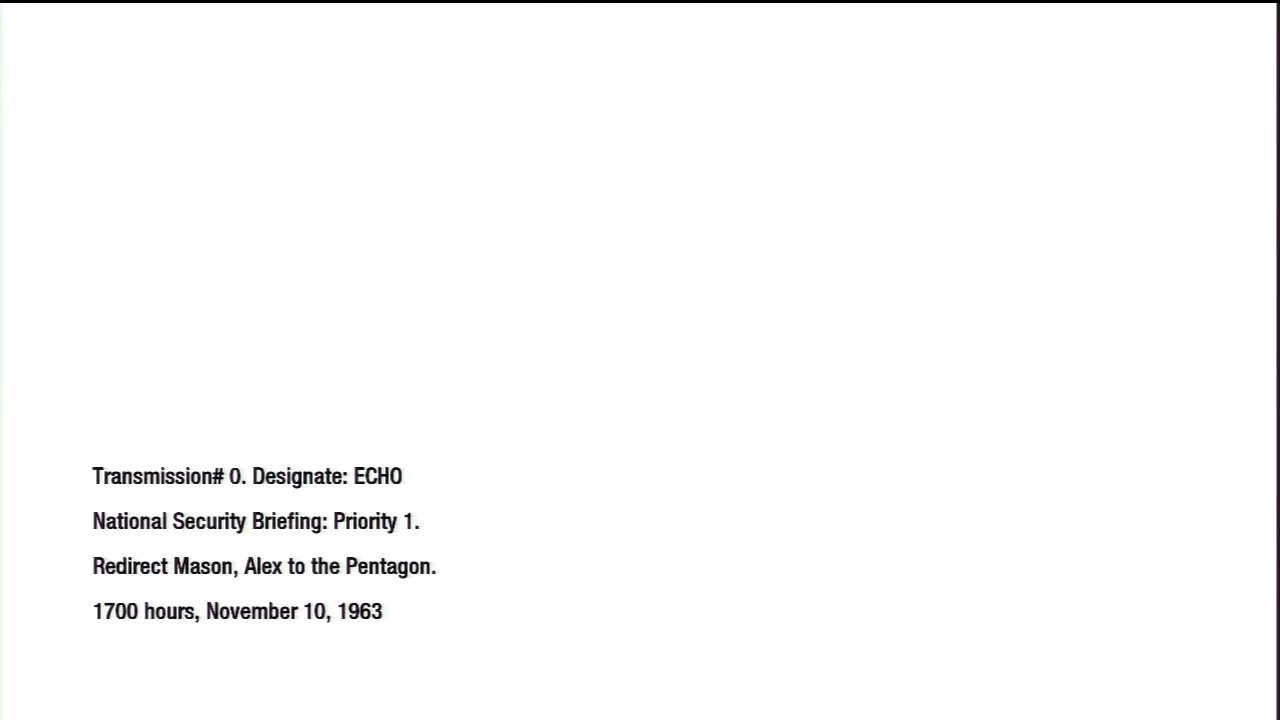 Transmission# 0. Designate: ECHO
National Security Briefing: Priority 1.
Redirect Mason, Alex to the Pentagon.
1700 hours, November 10, 1963